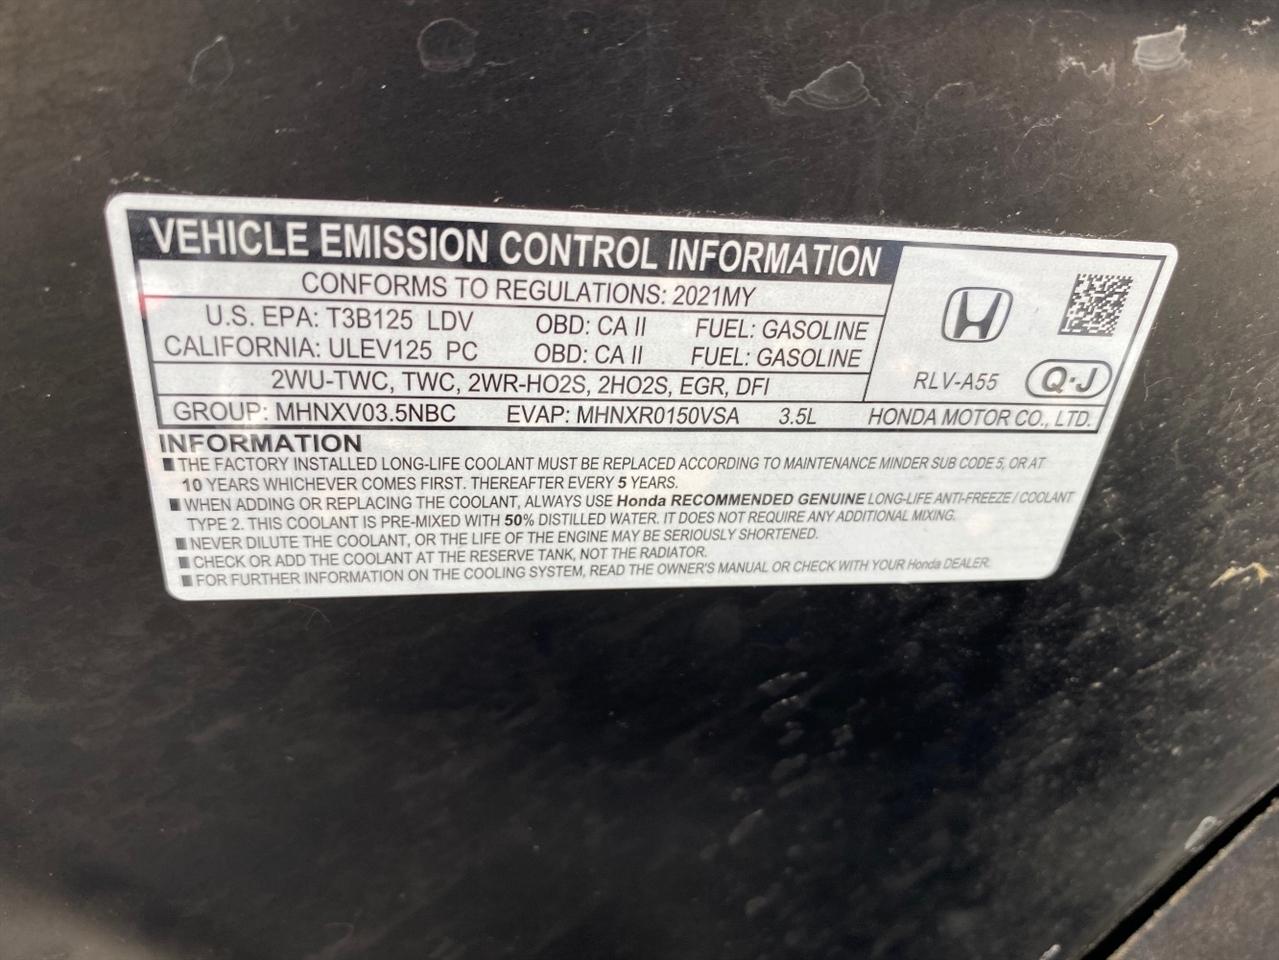 VEHICLE EMISSION CONTROL INFORMATION
CONFORMS TO REGULATIONS: 2021MY
U.S. EPA: T3B125 LDV OBD: CA II FUEL: GASOLINE
CALIFORNIA: ULEV125 PC OBD: CA II FUEL: GASOLINE
2WU-TWC, TWC, 2WR-HO2S, 2HO2S, EGR, DFI
RLV-A55 Q·J
GROUP: MHNXV03.5NBC EVAP: MHNXR0150VSA 3.5L HONDA MOTOR CO., LTD.
INFORMATION
■ THE FACTORY INSTALLED LONG-LIFE COOLANT MUST BE REPLACED ACCORDING TO MAINTENANCE MINDER SUB CODE 5, OR AT
10 YEARS WHICHEVER COMES FIRST. THEREAFTER EVERY 5 YEARS.
■ WHEN ADDING OR REPLACING THE COOLANT, ALWAYS USE Honda RECOMMENDED GENUINE LONG-LIFE ANTI-FREEZE / COOLANT
TYPE 2. THIS COOLANT IS PRE-MIXED WITH 50% DISTILLED WATER. IT DOES NOT REQUIRE ANY ADDITIONAL MIXING.
■ NEVER DILUTE THE COOLANT, OR THE LIFE OF THE ENGINE MAY BE SERIOUSLY SHORTENED.
■ CHECK OR ADD THE COOLANT AT THE RESERVE TANK, NOT THE RADIATOR.
■ FOR FURTHER INFORMATION ON THE COOLING SYSTEM, READ THE OWNER'S MANUAL OR CHECK WITH YOUR Honda DEALER.